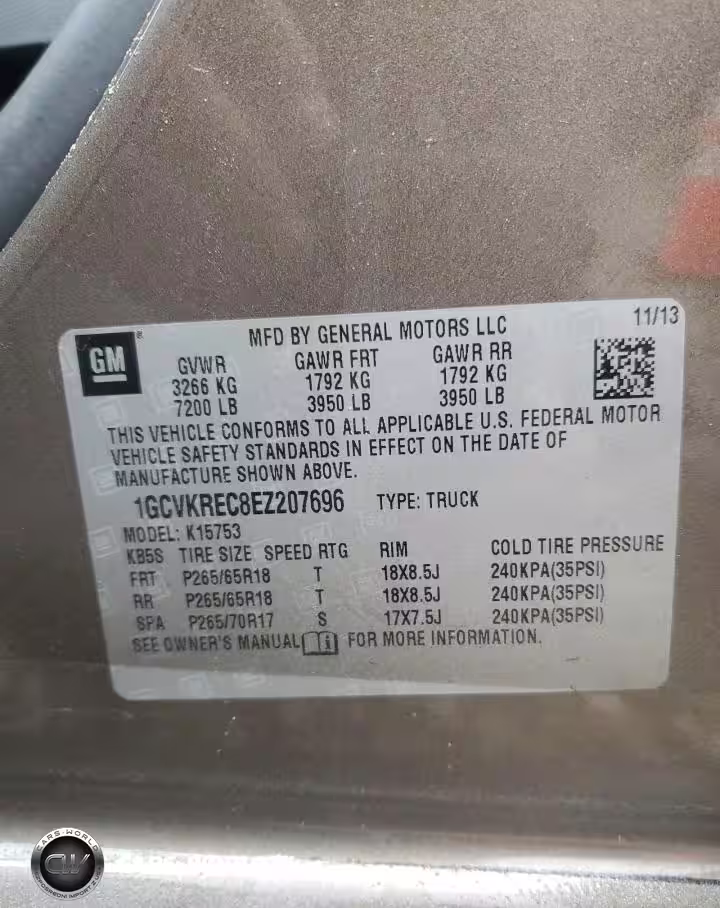 11/13
GM
MFD BY GENERAL MOTORS LLC
GVWR GAWR FRT GAWR RR
3266 KG 1792 KG 1792 KG
7200 LB 3950 LB 3950 LB
THIS VEHICLE CONFORMS TO ALL APPLICABLE U.S. FEDERAL MOTOR
VEHICLE SAFETY STANDARDS IN EFFECT ON THE DATE OF
MANUFACTURE SHOWN ABOVE.
1GCVKREC8EZ207696 TYPE: TRUCK
MODEL: K15753
KB5S TIRE SIZE SPEED RTG RIM COLD TIRE PRESSURE
FRT P265/65R18 T 18X8.5J 240KPA(35PSI)
RR P265/65R18 T 18X8.5J 240KPA(35PSI)
SPA P265/70R17 S 17X7.5J 240KPA(35PSI)
SEE OWNER'S MANUAL i FOR MORE INFORMATION.
CARS-WORLD
CW